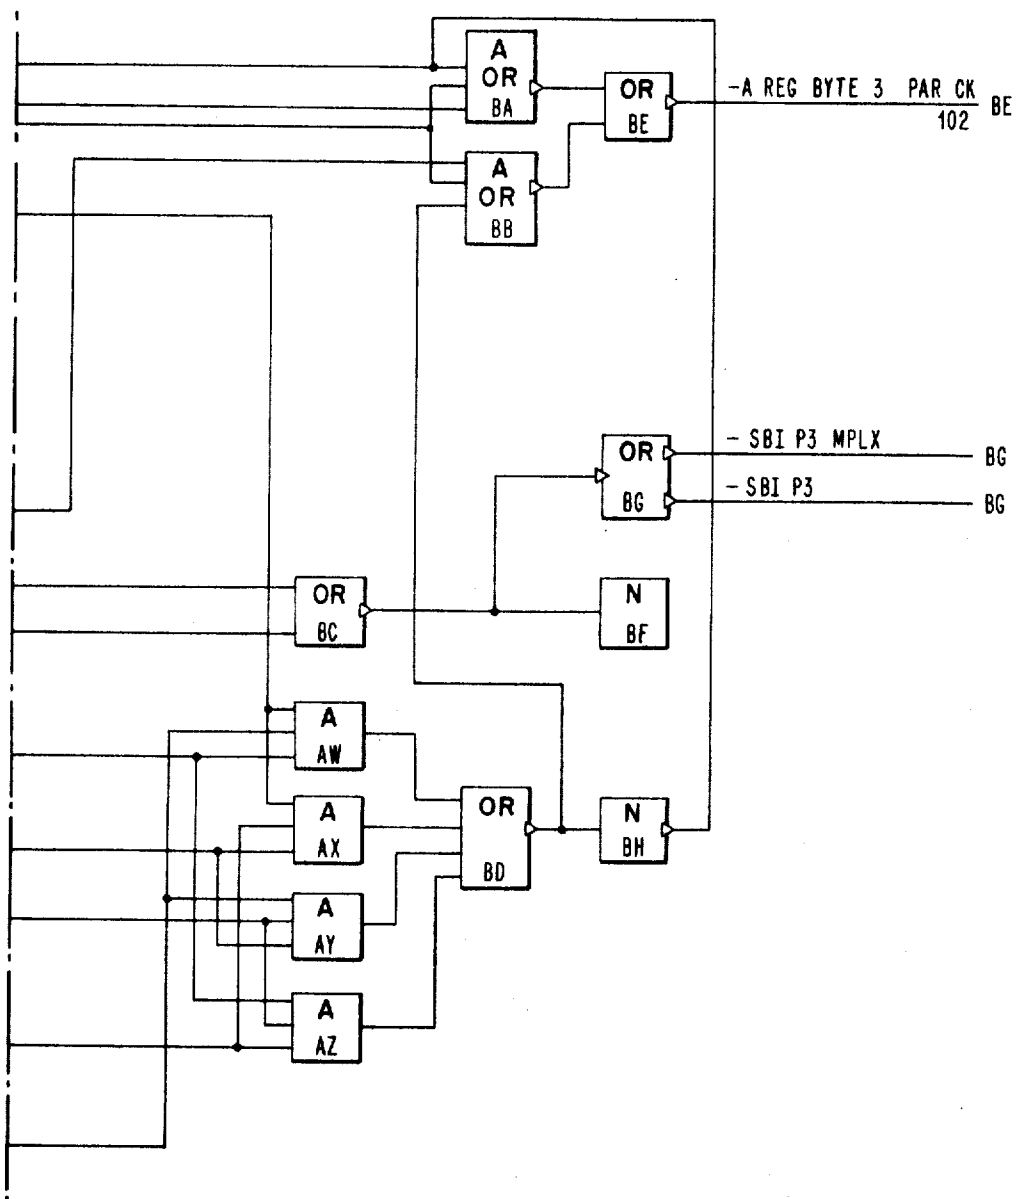 A
OR
BA
OR
BE
-A REG BYTE 3 PAR CK
102
BE
A
OR
BB
OR
BG
- SBI P3 MPLX
BG
- SBI P3
BG
OR
BC
N
BF
A
AW
A
AX
OR
BD
N
BH
A
AY
A
AZ